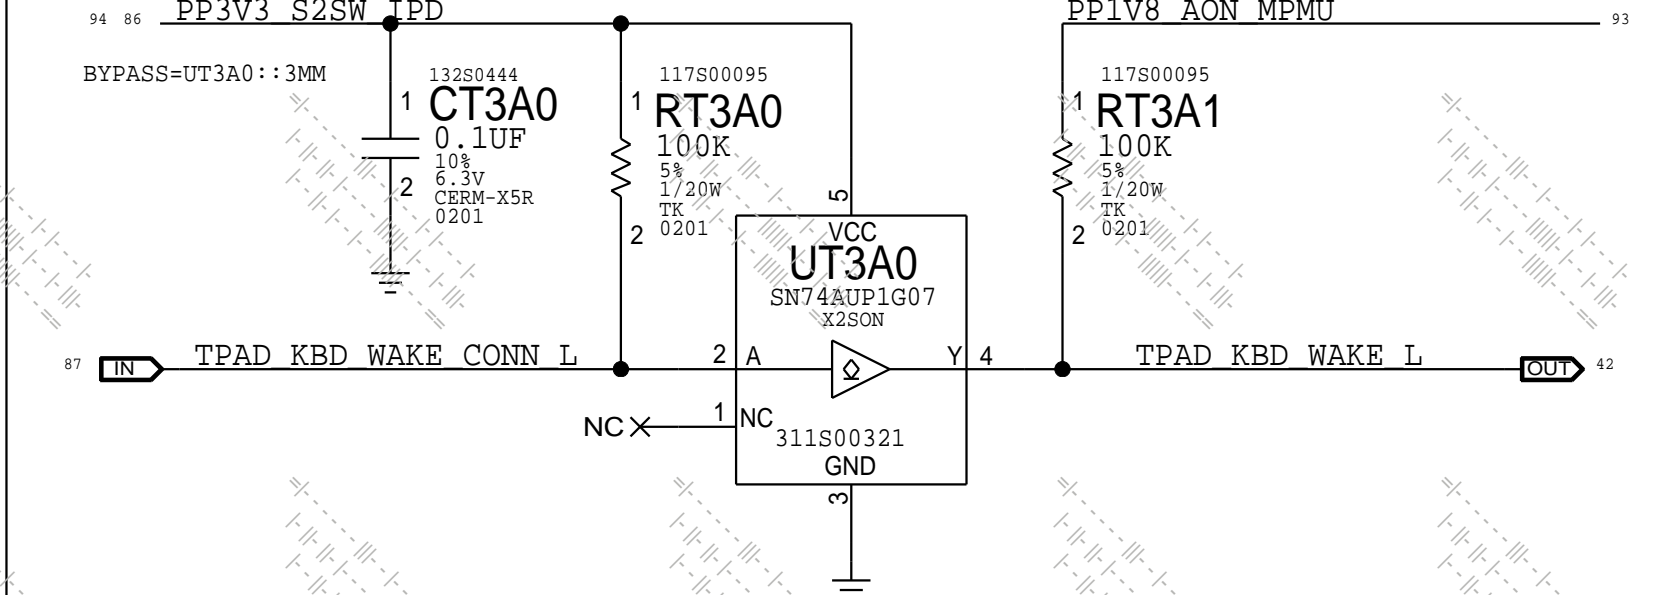 PP3V3_S2SW_IPD
PP1V8_AON_MPMU
94 86
93
BYPASS=UT3A0::3MM
132S0444
1
CT3A0
0.1UF
10%
6.3V
2
CERM-X5R
0201
117S00095
1
RT3A0
100K
5%
1/20W
TK
0201
2
117S00095
1
RT3A1
100K
5%
1/20W
TK
0201
2
5
VCC
UT3A0
SN74AUP1G07
X2SON
87
IN
TPAD_KBD_WAKE_CONN_L
2
A
Y
4
TPAD_KBD_WAKE_L
OUT
42
NC
1
NC
311S00321
GND
3